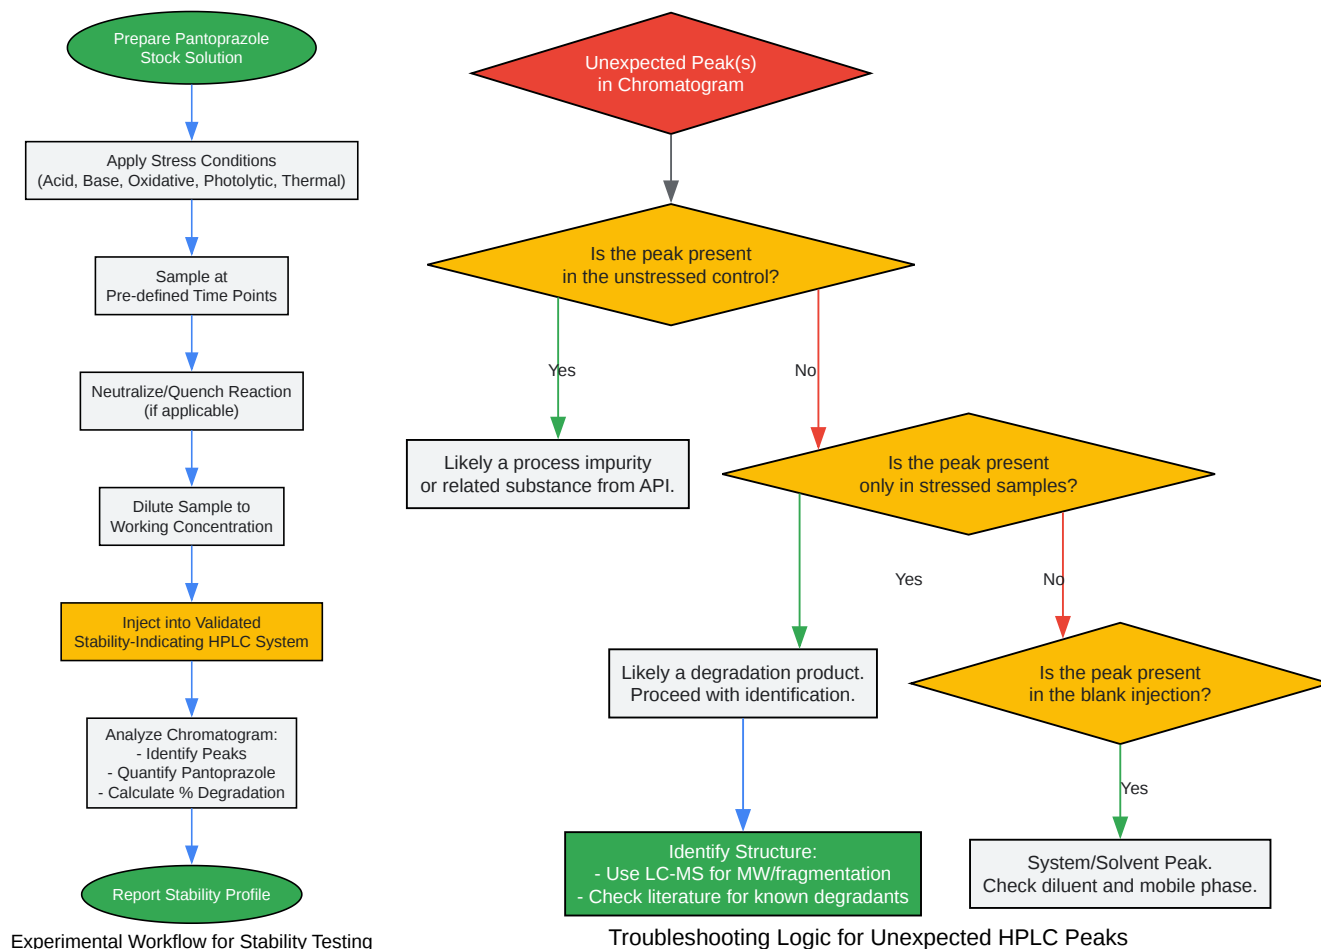 Prepare Pantoprazole
Stock Solution
Apply Stress Conditions
(Acid, Base, Oxidative, Photolytic, Thermal)
Sample at
Pre-defined Time Points
Neutralize/Quench Reaction
(if applicable)
Dilute Sample to
Working Concentration
Inject into Validated
Stability-Indicating HPLC System
Analyze Chromatogram:
- Identify Peaks
- Quantify Pantoprazole
- Calculate % Degradation
Report Stability Profile
Experimental Workflow for Stability Testing
Unexpected Peak(s)
in Chromatogram
Is the peak present
in the unstressed control?
Yes
No
Likely a process impurity
or related substance from API.
Is the peak present
only in stressed samples?
Yes
No
Likely a degradation product.
Proceed with identification.
Is the peak present
in the blank injection?
Yes
Identify Structure:
- Use LC-MS for MW/fragmentation
- Check literature for known degradants
System/Solvent Peak.
Check diluent and mobile phase.
Troubleshooting Logic for Unexpected HPLC Peaks